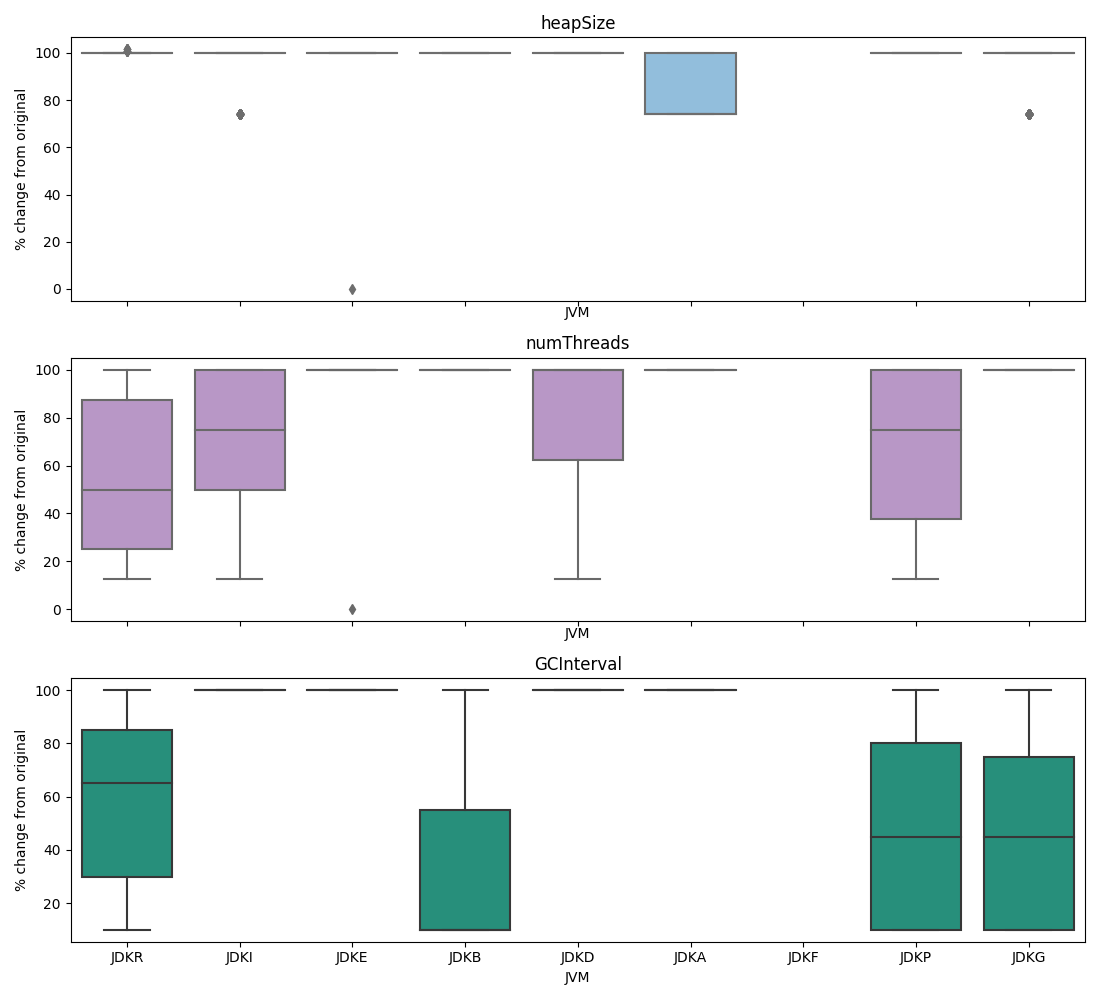 heapSize
% change from original
100
80
60
40
20
0
JVM
numThreads
% change from original
100
80
60
40
20
0
JVM
GCInterval
% change from original
100
80
60
40
20
JDKR JDKI JDKE JDKB JDKD JDKA JDKF JDKP JDKG
JVM